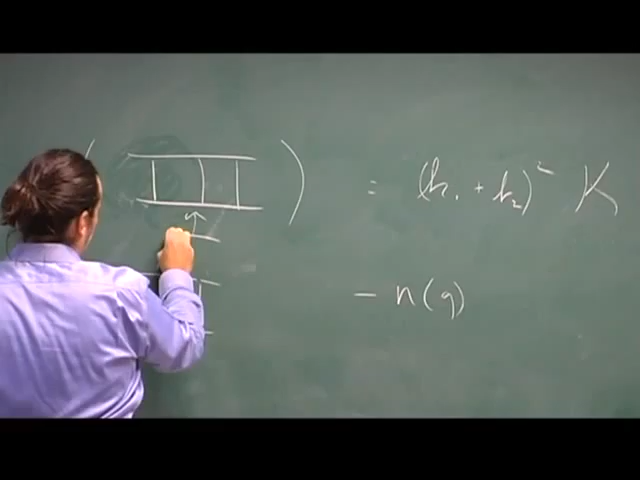 ( ) = (k₁ + k₂)² K
q
- n(q)